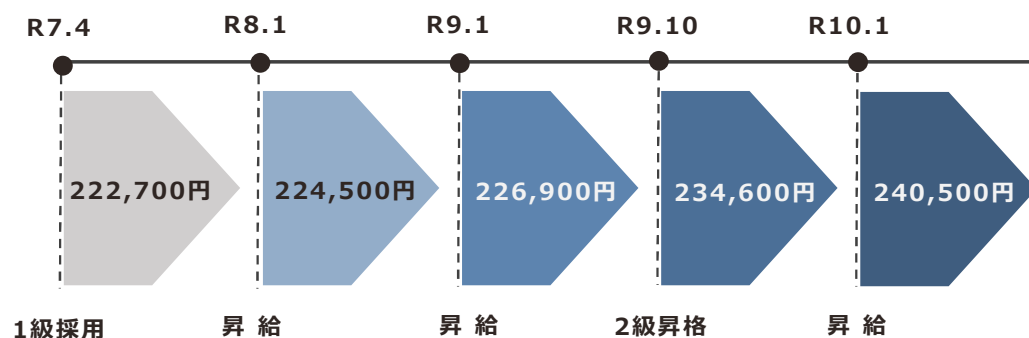 R7.4
R8.1
R9.1
R9.10
R10.1
222,700円
224,500円
226,900円
234,600円
240,500円
1級採用
昇 給
昇 給
2級昇格
昇 給